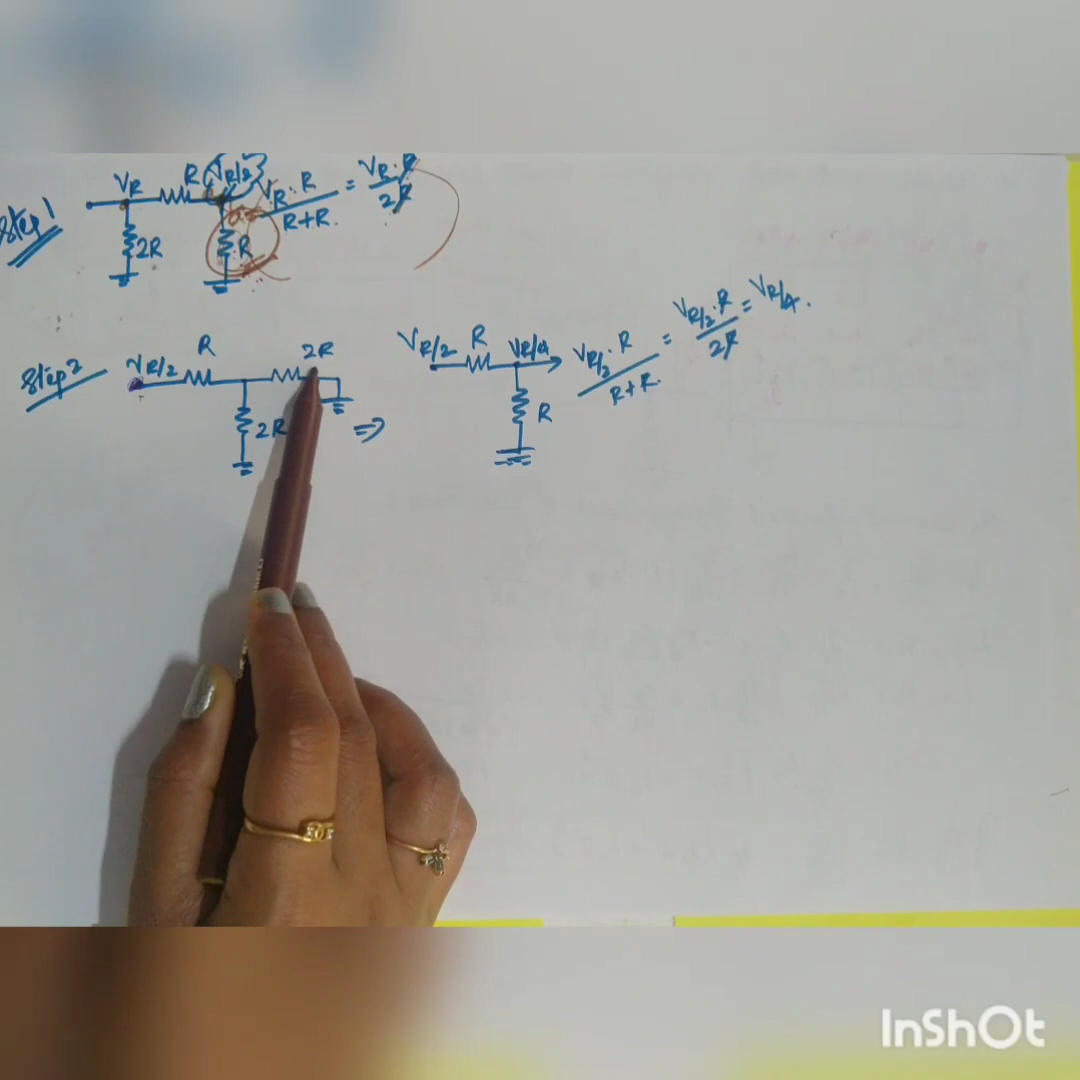 Step 1
VR R (VR/2)
VR.R / R+R. = VR.R / 2R
2R R
Step 2
VR/2 R 2R
2R
⇒
VR/2 R VR/4
R
VR/2.R / R+R. = VR/2.R / 2R = VR/4.
InShOt